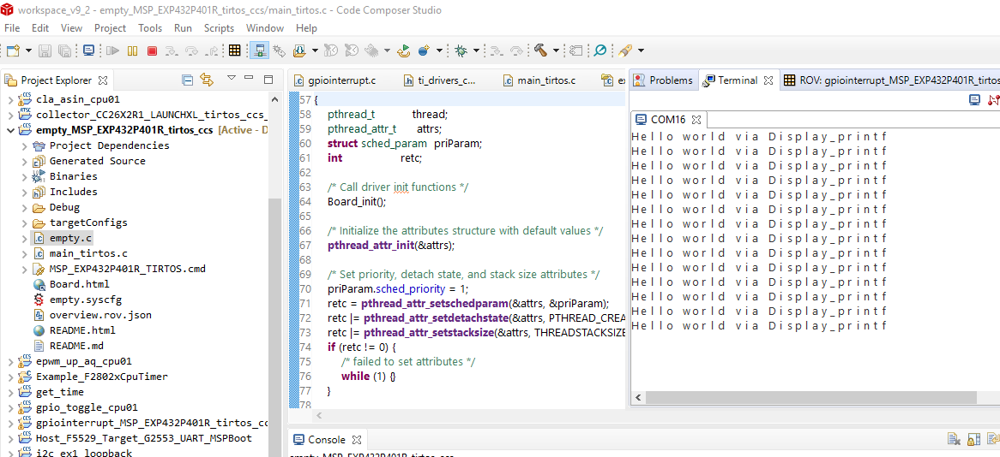 workspace_v9_2 - empty_MSP_EXP432P401R_tirtos_ccs/main_tirtos.c - Code Composer Studio
File Edit View Project Tools Run Scripts Window Help
Project Explorer
cla_asin_cpu01
collector_CC26X2R1_LAUNCHXL_tirtos_ccs_
empty_MSP_EXP432P401R_tirtos_ccs [Active - D
Project Dependencies
Generated Source
Binaries
Includes
Debug
targetConfigs
empty.c
main_tirtos.c
MSP_EXP432P401R_TIRTOS.cmd
Board.html
empty.syscfg
overview.rov.json
README.html
README.md
epwm_up_aq_cpu01
Example_F2802xCpuTimer
get_time
gpio_toggle_cpu01
gpiointerrupt_MSP_EXP432P401R_tirtos_cc
Host_F5529_Target_G2553_UART_MSPBoot
i2c_ex1_loopback
gpiointerrupt.c ti_drivers_c... main_tirtos.c
57 {
58 pthread_t thread;
59 pthread_attr_t attrs;
60 struct sched_param priParam;
61 int retc;
62
63 /* Call driver init functions */
64 Board_init();
65
66 /* Initialize the attributes structure with default values */
67 pthread_attr_init(&attrs);
68
69 /* Set priority, detach state, and stack size attributes */
70 priParam.sched_priority = 1;
71 retc = pthread_attr_setschedparam(&attrs, &priParam);
72 retc |= pthread_attr_setdetachstate(&attrs, PTHREAD_CREA
73 retc |= pthread_attr_setstacksize(&attrs, THREADSTACKSIZE
74 if (retc != 0) {
75 /* failed to set attributes */
76 while (1) {}
77 }
78
Problems Terminal ROV: gpiointerrupt_MSP_EXP432P401R_tirtos
COM16
Hello world via Display_printf
Hello world via Display_printf
Hello world via Display_printf
Hello world via Display_printf
Hello world via Display_printf
Hello world via Display_printf
Hello world via Display_printf
Hello world via Display_printf
Hello world via Display_printf
Hello world via Display_printf
Hello world via Display_printf
Hello world via Display_printf
Hello world via Display_printf
Hello world via Display_printf
Console